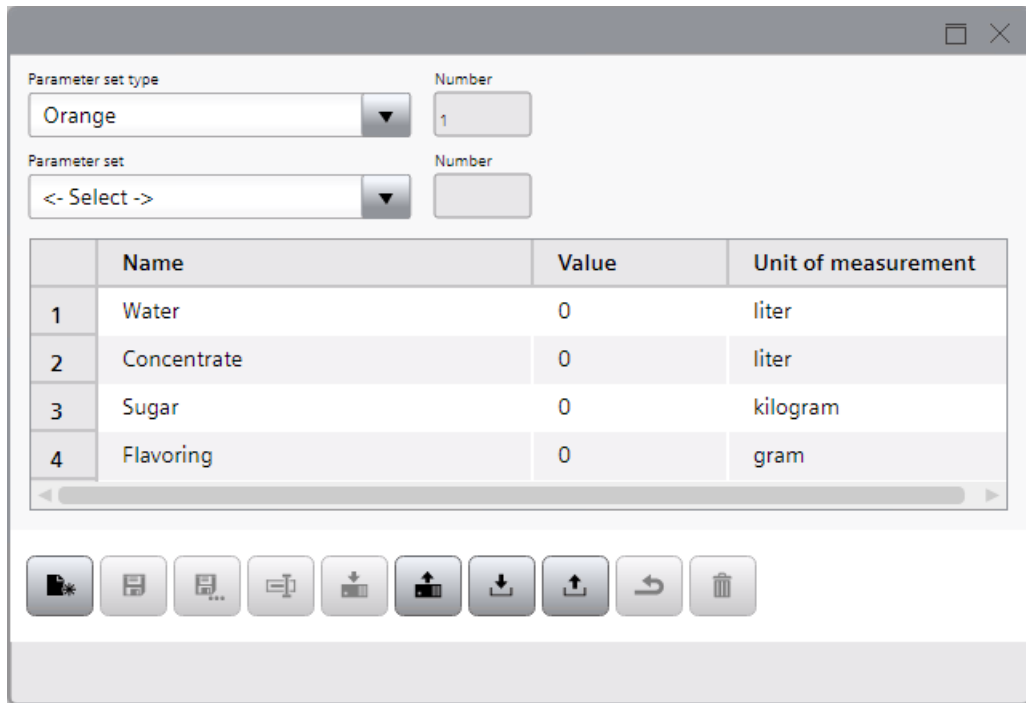 Parameter set type Number
Orange 1
Parameter set Number
<- Select ->
Name Value Unit of measurement
1 Water 0 liter
2 Concentrate 0 liter
3 Sugar 0 kilogram
4 Flavoring 0 gram